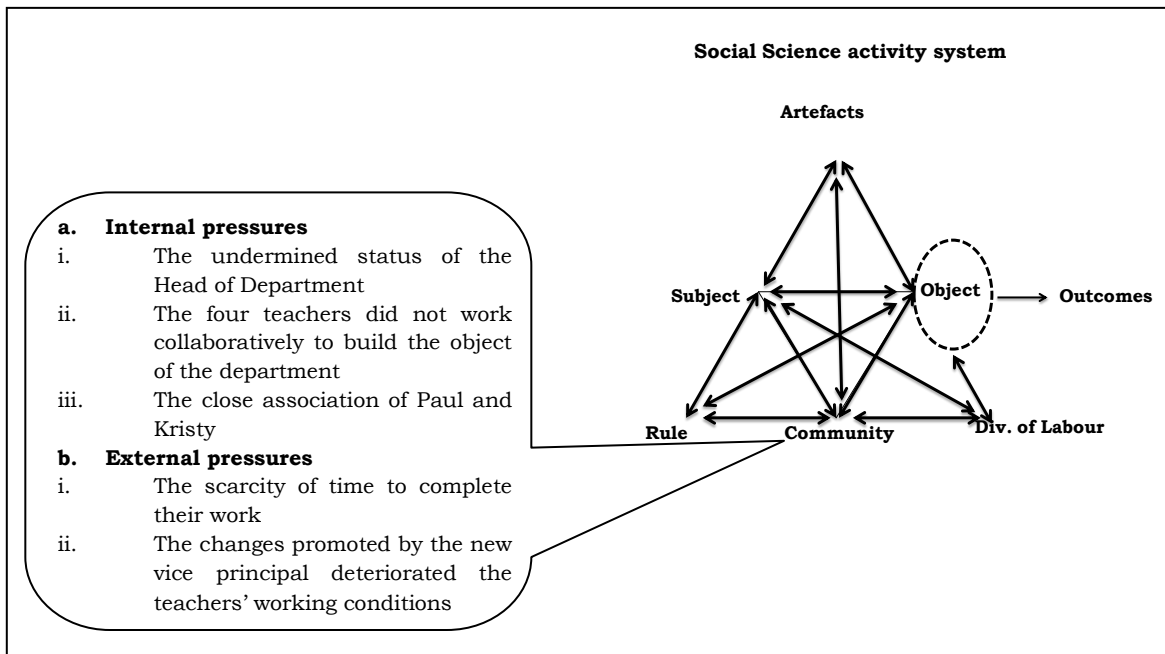 Social Science activity system
Artefacts
a. Internal pressures
i. The undermined status of the
Head of Department
ii. The four teachers did not work
collaboratively to build the object
of the department
iii. The close association of Paul and
Kristy
b. External pressures
i. The scarcity of time to complete
their work
ii. The changes promoted by the new
vice principal deteriorated the
teachers’ working conditions
Subject
Object
Outcomes
Rule
Community
Div. of Labour